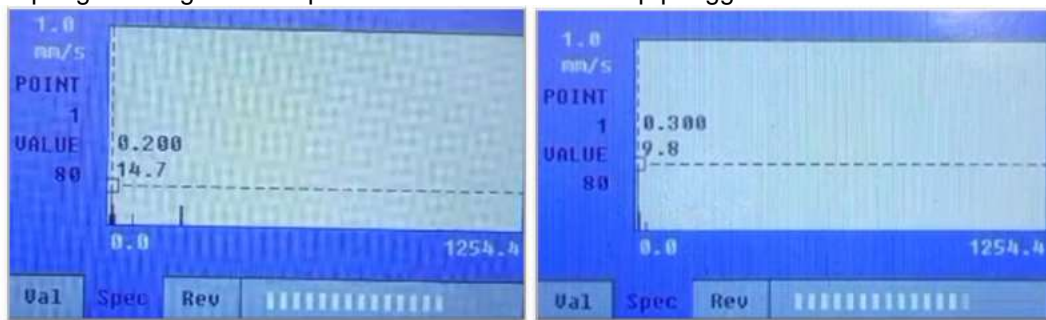 1.0
mm/s
POINT
1
VALUE
80
0.200
14.7
0.0 1254.4
Val Spec Rev
1.0
mm/s
POINT
1
VALUE
80
0.300
9.8
0.0 1254.4
Val Spec Rev